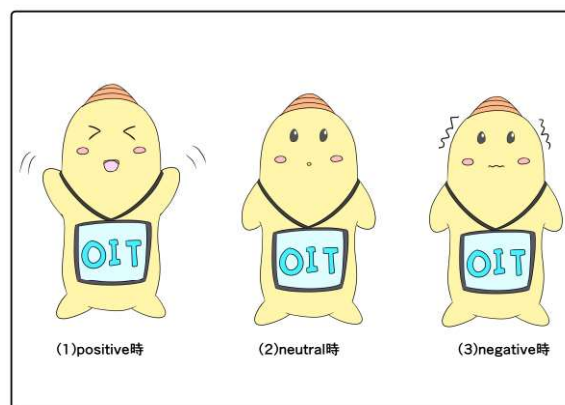 OIT OIT OIT
(1)positive時 (2)neutral時 (3)negative時